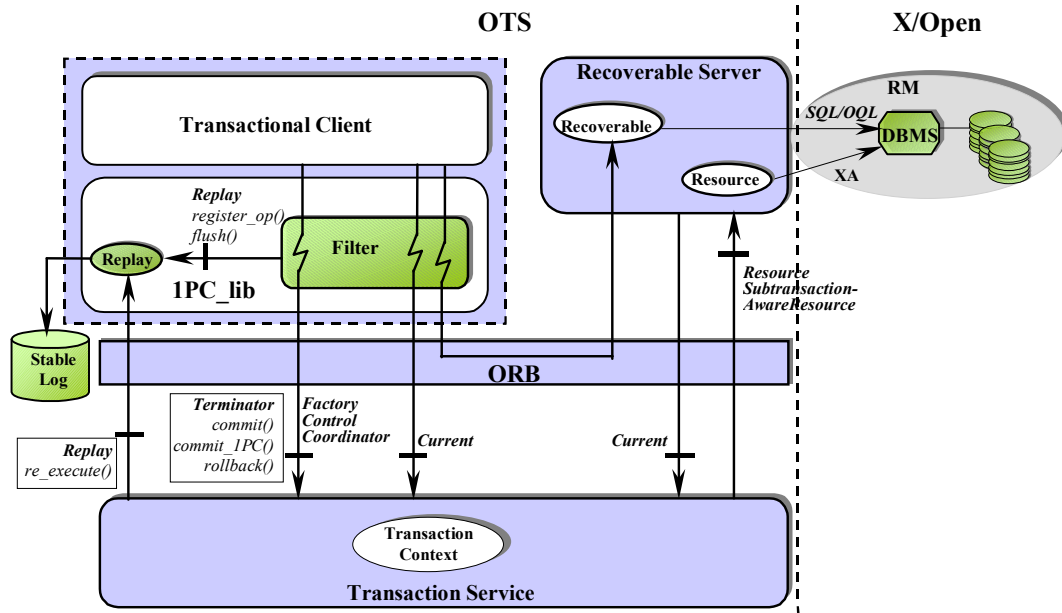 OTS
X/Open
Transactional Client
Recoverable Server
Recoverable
Resource
RM
SQL/OQL
DBMS
XA
Replay
register_op()
flush()
Filter
Replay
1PC_lib
Resource
Subtransaction-
AwareResource
Stable
Log
ORB
Terminator
commit()
commit_1PC()
rollback()
Factory
Control
Coordinator
Current
Current
Replay
re_execute()
Transaction
Context
Transaction Service